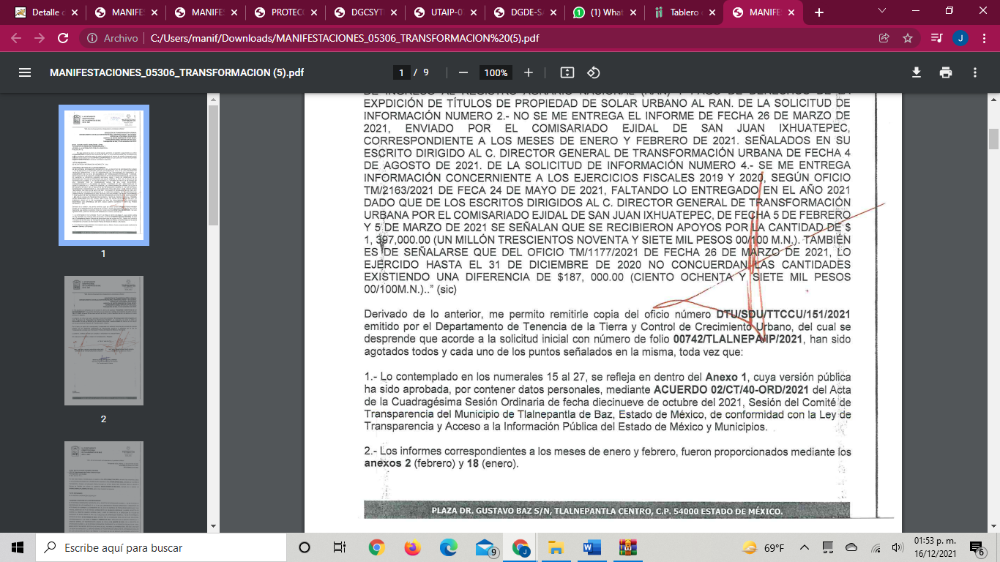 Detalle d
MANIFES
MANIFES
PROTECC
DGCSYT
UTAIP-0
DGDE-SA
(1) What
Tablero
MANIFES
Archivo
C:/Users/manif/Downloads/MANIFESTACIONES_05306_TRANSFORMACION%20(5).pdf
J
MANIFESTACIONES_05306_TRANSFORMACION (5).pdf
1 / 9
100%
EXPDICIÓN DE TÍTULOS DE PROPIEDAD DE SOLAR URBANO AL RAN. DE LA SOLICITUD DE
INFORMACIÓN NUMERO 2.- NO SE ME ENTREGA EL INFORME DE FECHA 26 DE MARZO DE
2021, ENVIADO POR EL COMISARIADO EJIDAL DE SAN JUAN IXHUATEPEC,
CORRESPONDIENTE A LOS MESES DE ENERO Y FEBRERO DE 2021. SEÑALADOS EN SU
ESCRITO DIRIGIDO AL C. DIRECTOR GENERAL DE TRANSFORMACIÓN URBANA DE FECHA 4
DE AGOSTO DE 2021. DE LA SOLICITUD DE INFORMACIÓN NUMERO 4.- SE ME ENTREGA
INFORMACIÓN CONCERNIENTE A LOS EJERCICIOS FISCALES 2018 Y 2020, SEGÚN OFICIO
TM/2163/2021 DE FECA 24 DE MAYO DE 2021, FALTANDO LO ENTREGADO EN EL AÑO 2021
DADO QUE DE LOS ESCRITOS DIRIGIDOS AL C. DIRECTOR GENERAL DE TRANSFORMACIÓN
URBANA POR EL COMISARIADO EJIDAL DE SAN JUAN IXHUATEPEC, DE FECHA 5 DE FEBRERO
Y 5 DE MARZO DE 2021 SE SEÑALAN QUE SE RECIBIERON APOYOS POR LA CANTIDAD DE $
1, 397,000.00 (UN MILLÓN TRESCIENTOS NOVENTA Y SIETE MIL PESOS 00/100 M.N.). TAMBIÉN
ES DE SEÑALARSE QUE DEL OFICIO TM/1177/2021 DE FECHA 26 DE MARZO DE 2021, LO
EJERCIDO HASTA EL 31 DE DICIEMBRE DE 2020 NO CONCUERDAN LAS CANTIDADES
EXISTIENDO UNA DIFERENCIA DE $187, 000.00 (CIENTO OCHENTA Y SIETE MIL PESOS
00/100M.N.).." (sic)
Derivado de lo anterior, me permito remitirle copia del oficio número DTU/SDU/TTCCU/151/2021
emitido por el Departamento de Tenencia de la Tierra y Control de Crecimiento Urbano, del cual se
desprende que acorde a la solicitud inicial con número de folio 00742/TLALNEPA/IP/2021, han sido
agotados todos y cada uno de los puntos señalados en la misma, toda vez que:
1.- Lo contemplado en los numerales 15 al 27, se refleja en dentro del Anexo 1, cuya versión pública
ha sido aprobada, por contener datos personales, mediante ACUERDO 02/CT/40-ORD/2021 del Acta
de la Cuadragésima Sesión Ordinaria de fecha diecinueve de octubre del 2021, Sesión del Comité de
Transparencia del Municipio de Tlalnepantla de Baz, Estado de México, de conformidad con la Ley de
Transparencia y Acceso a la Información Pública del Estado de México y Municipios.
2.- Los informes correspondientes a los meses de enero y febrero, fueron proporcionados mediante los
anexos 2 (febrero) y 18 (enero).
PLAZA DR. GUSTAVO BAZ S/N, TLALNEPANTLA CENTRO, C.P. 54000 ESTADO DE MÉXICO.
1
2
Escribe aquí para buscar
9
69°F
01:53 p. m.
16/12/2021
6